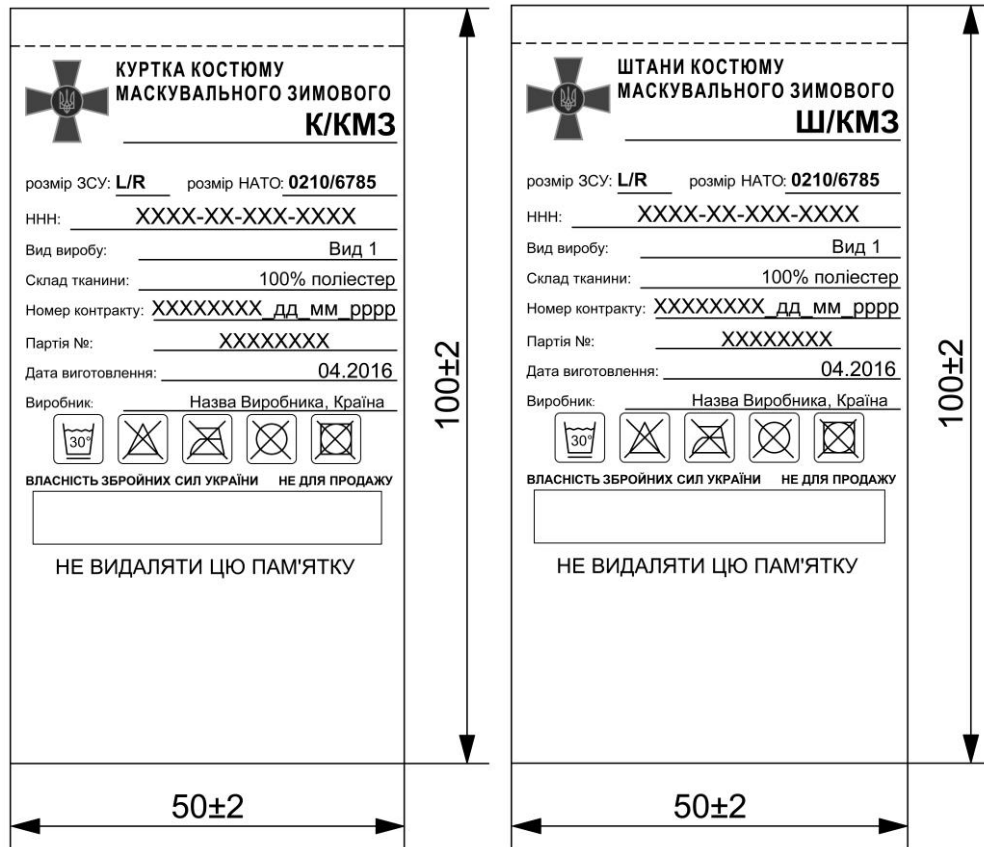 КУРТКА КОСТЮМУ
МАСКУВАЛЬНОГО ЗИМОВОГО
К/КМЗ
розмір ЗСУ: L/R розмір НАТО: 0210/6785
ННН: XXXX-XX-XXX-XXXX
Вид виробу: Вид 1
Склад тканини: 100% поліестер
Номер контракту: XXXXXXXX_дд_мм_рррр
Партія №: XXXXXXXX
Дата виготовлення: 04.2016
Виробник: Назва Виробника, Країна
30°
ВЛАСНІСТЬ ЗБРОЙНИХ СИЛ УКРАЇНИ НЕ ДЛЯ ПРОДАЖУ
НЕ ВИДАЛЯТИ ЦЮ ПАМ'ЯТКУ
100±2
50±2
ШТАНИ КОСТЮМУ
МАСКУВАЛЬНОГО ЗИМОВОГО
Ш/КМЗ
розмір ЗСУ: L/R розмір НАТО: 0210/6785
ННН: XXXX-XX-XXX-XXXX
Вид виробу: Вид 1
Склад тканини: 100% поліестер
Номер контракту: XXXXXXXX_дд_мм_рррр
Партія №: XXXXXXXX
Дата виготовлення: 04.2016
Виробник: Назва Виробника, Країна
30°
ВЛАСНІСТЬ ЗБРОЙНИХ СИЛ УКРАЇНИ НЕ ДЛЯ ПРОДАЖУ
НЕ ВИДАЛЯТИ ЦЮ ПАМ'ЯТКУ
100±2
50±2